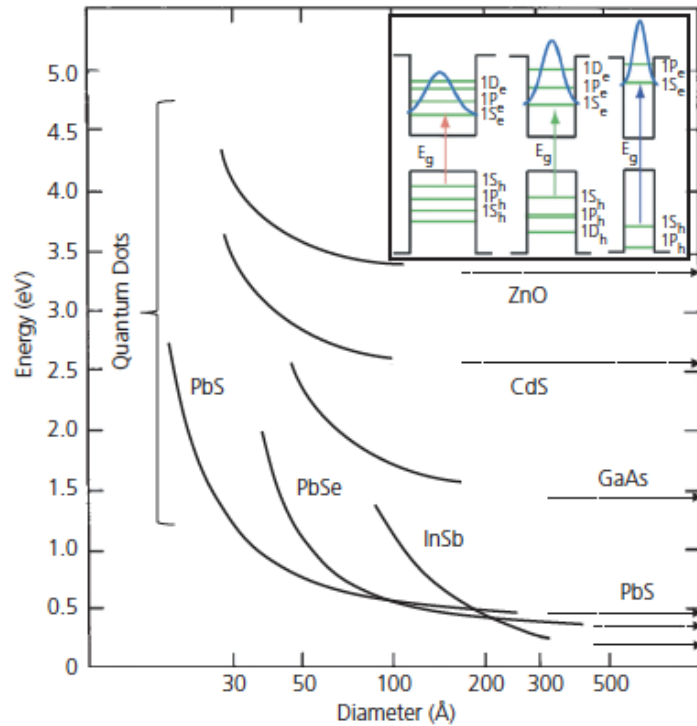 Energy (eV)
5.0
4.5
4.0
3.5
3.0
2.5
2.0
1.5
1.0
0.5
0
Quantum Dots
1De
1Pe
1Se
Eg
1Sh
1Ph
1Sh
1De
1Pe
1Se
Eg
1Sh
1Ph
1Dh
1Pe
1Se
Eg
1Sh
1Ph
ZnO
CdS
PbS
GaAs
PbSe
InSb
PbS
30 50 100 200 300 500
Diameter (Å)